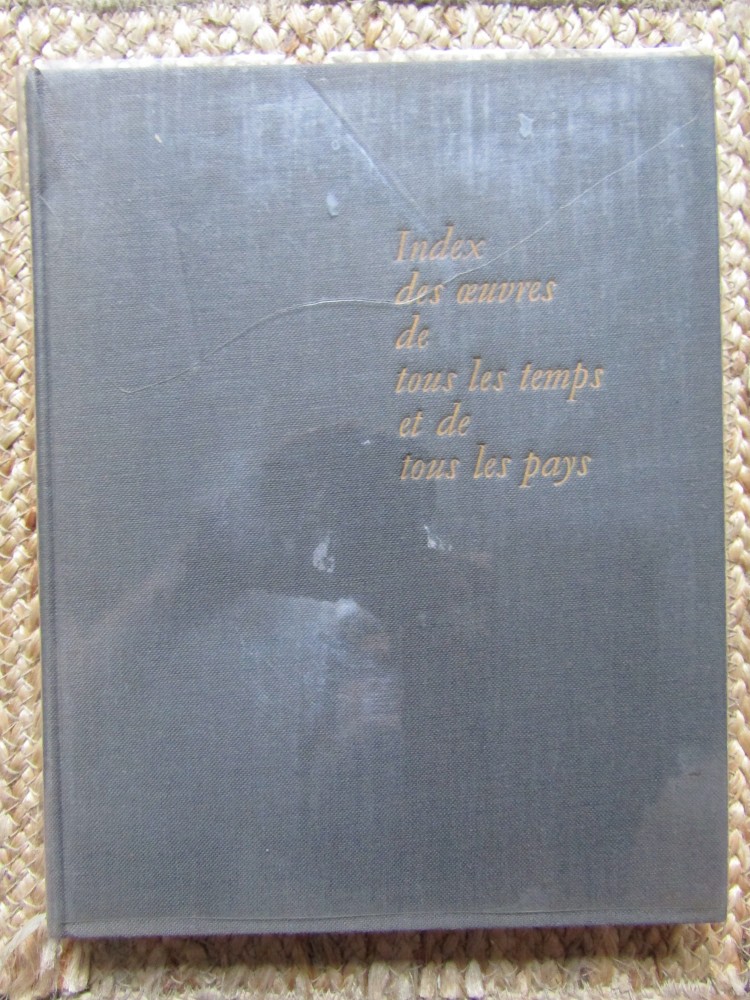 Index
des œuvres
de
tous les temps
et de
tous les pays